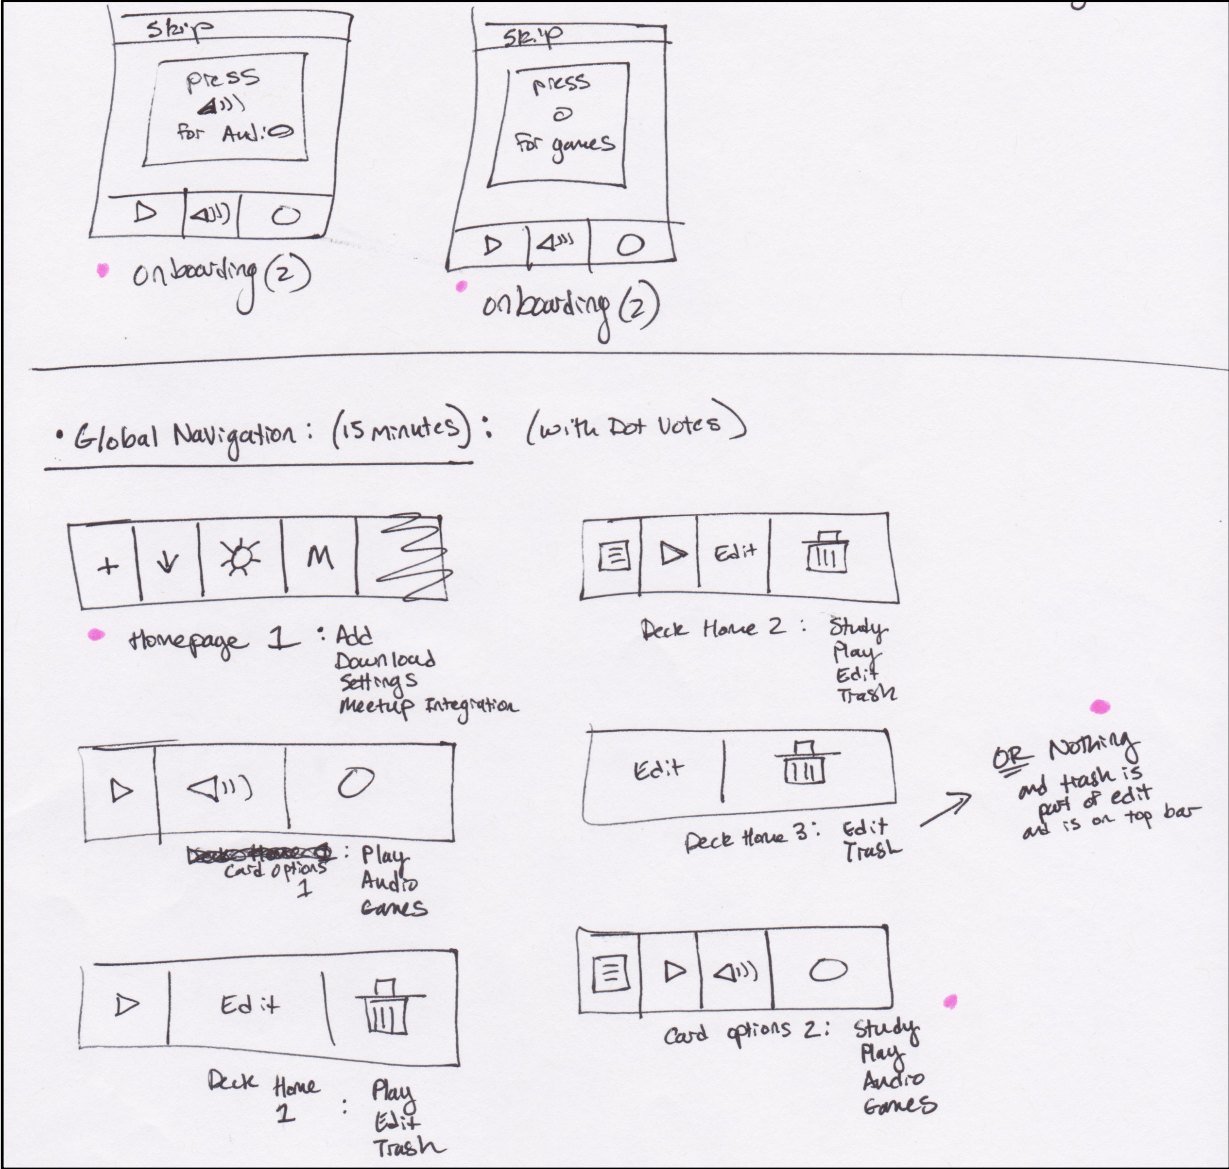 Skip
press
for Audio
onboarding (2)
Skip
press
for games
onboarding (2)
• Global Navigation: (15 minutes): (with Dot Votes)
M
Homepage 1 : Add
Download
Settings
Meetup Integration
Edit
Deck Home 2 : Study
Play
Edit
Trash
Card options 1 : Play
Audio
Games
Edit
Deck Home 3: Edit
Trash
OR Nothing
and trash is
part of edit
and is on top bar
Edit
Deck Home 1 : Play
Edit
Trash
Card options 2: Study
Play
Audio
Games